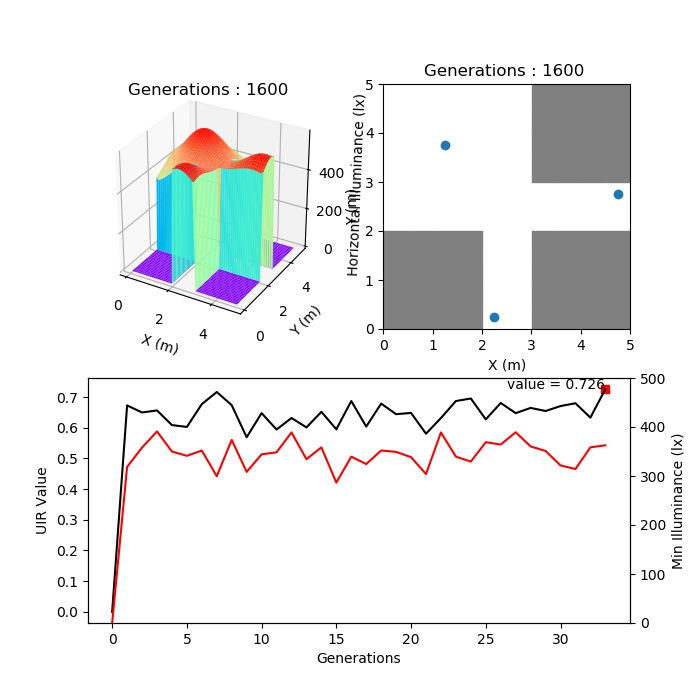 Generations : 1600
400
200
0
0
2
4
X (m)
0
2
4
Y (m)
Horizontal Illuminance (lx)
Generations : 1600
5
4
3
2
1
0
Y (m)
0 1 2 3 4 5
X (m)
value = 0.726
0.7
0.6
0.5
0.4
0.3
0.2
0.1
0.0
UIR Value
500
400
300
200
100
0
Min Illuminance (lx)
0 5 10 15 20 25 30
Generations